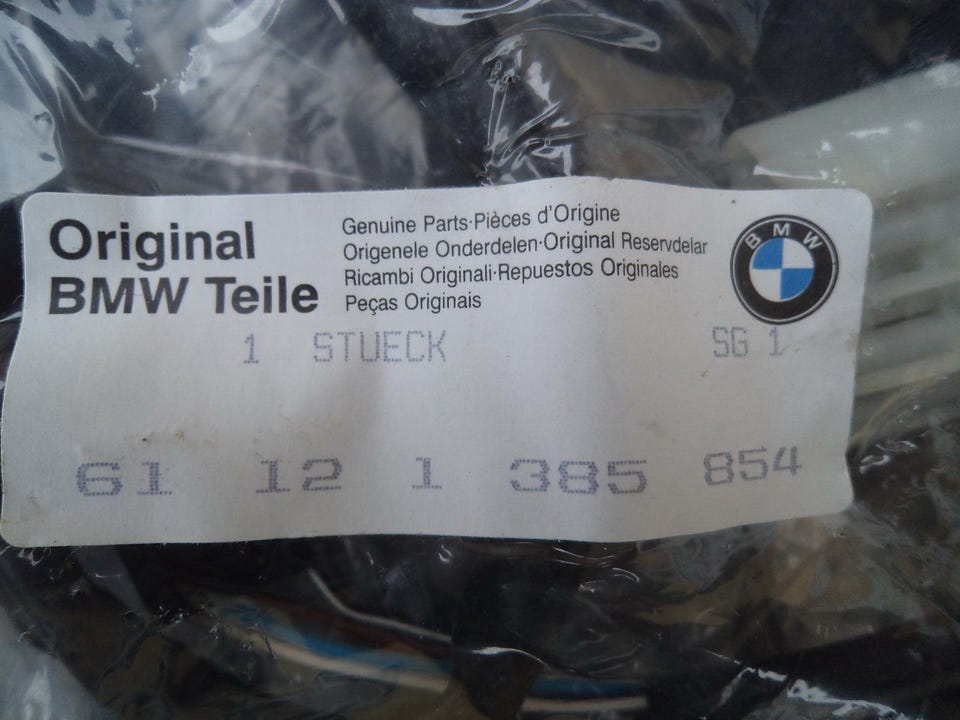 Original
BMW Teile
Genuine Parts·Pièces d'Origine
Origenele Onderdelen·Original Reservdelar
Ricambi Originali·Repuestos Originales
Peças Originais
BMW
1 STUECK SG 1
61 12 1 385 854